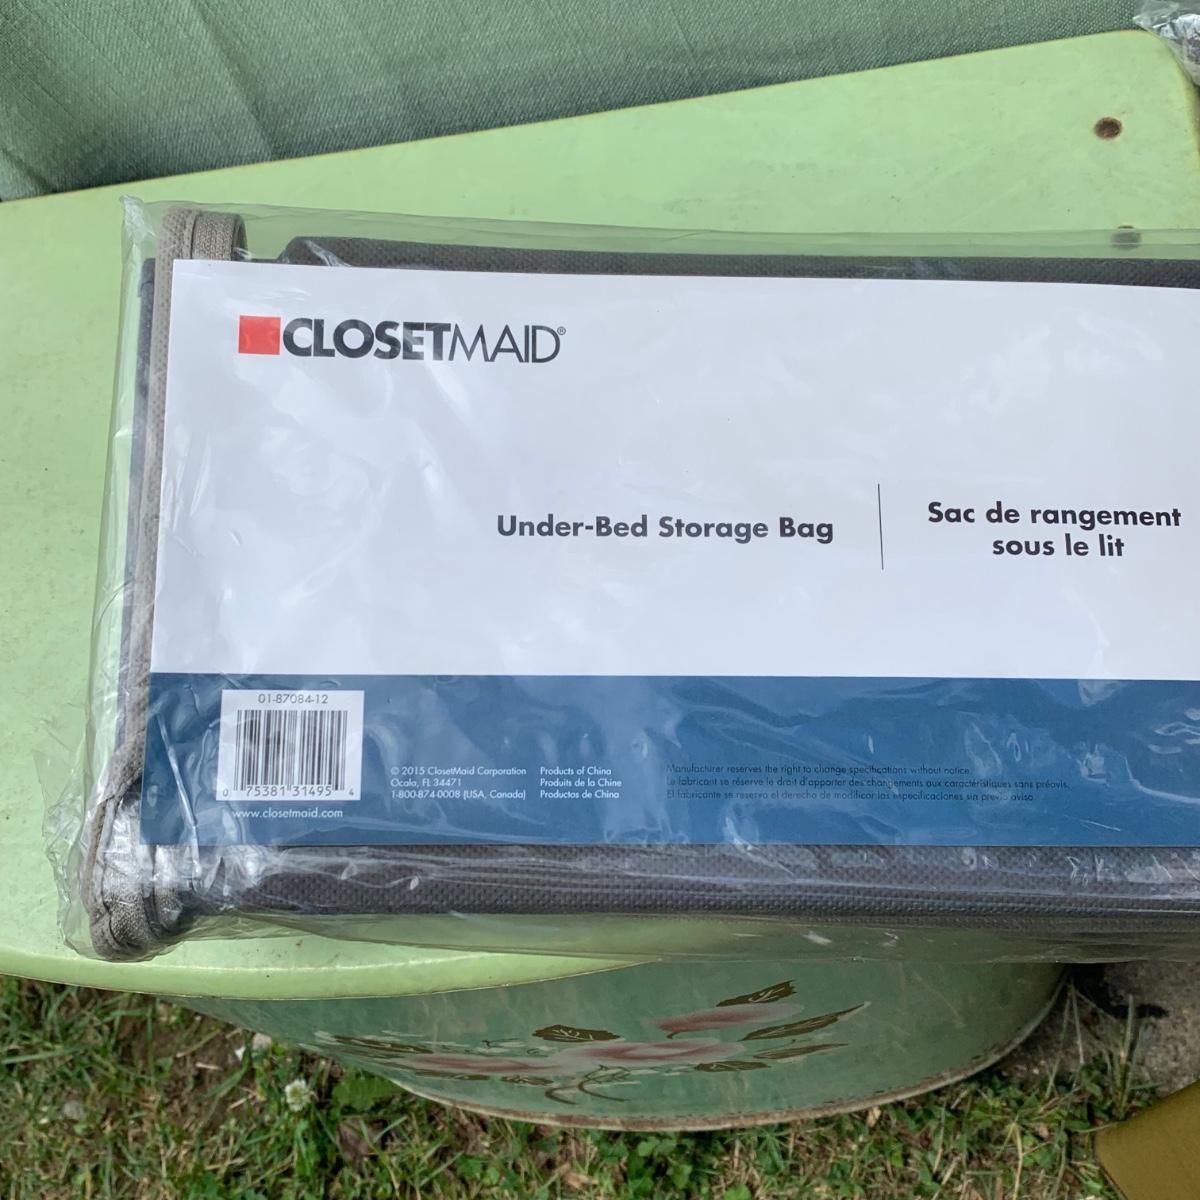 CLOSETMAID®
Under-Bed Storage Bag
Sac de rangement
sous le lit
01-87084-12
0 75381 31495 4
www.closetmaid.com
© 2015 ClosetMaid Corporation
Ocala, FL 34471
1-800-874-0008 (USA, Canada)
Products of China
Produits de la Chine
Productos de China
Manufacturer reserves the right to change specifications without notice.
Le fabricant se réserve le droit d'apporter des changements aux caractéristiques sans préavis.
El fabricante se reserva el derecho de modificar las especificaciones sin previo aviso.